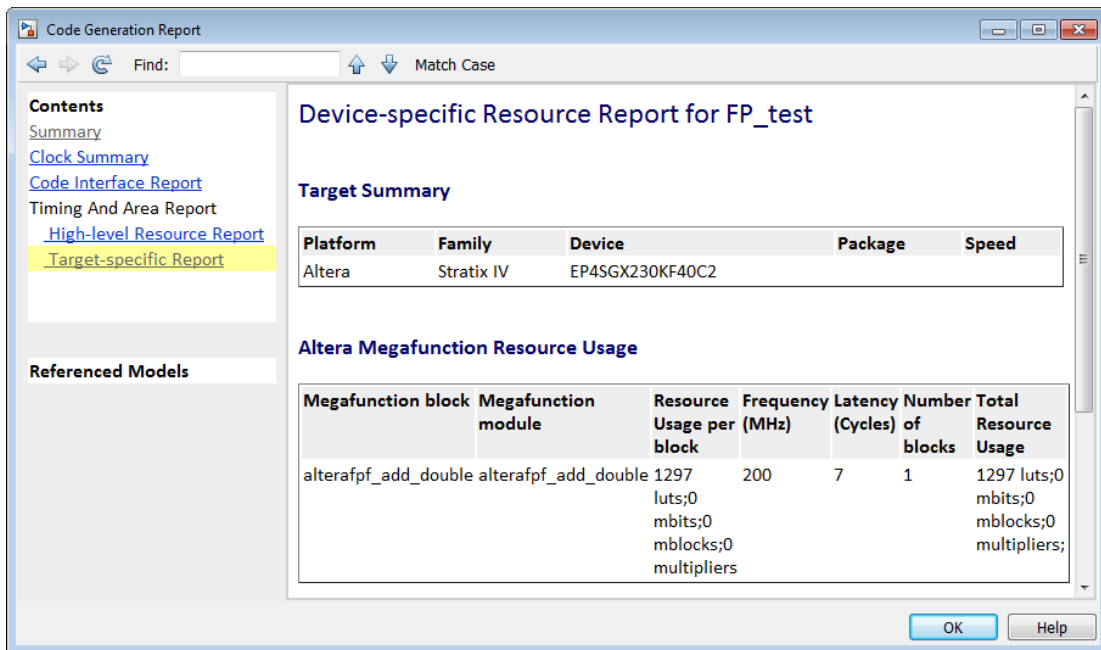 Code Generation Report
Find:
Match Case
Contents
Summary
Clock Summary
Code Interface Report
Timing And Area Report
High-level Resource Report
Target-specific Report
Referenced Models
Device-specific Resource Report for FP_test
Target Summary
Platform Family Device Package Speed
Altera Stratix IV EP4SGX230KF40C2
Altera Megafunction Resource Usage
Megafunction block Megafunction Resource Frequency Latency Number Total
module Usage per (MHz) (Cycles) of Resource
block blocks Usage
alterafpf_add_double alterafpf_add_double 1297 200 7 1 1297 luts;0
luts;0 mbits;0
mbits;0 mblocks;0
mblocks;0 multipliers;
multipliers
OK Help